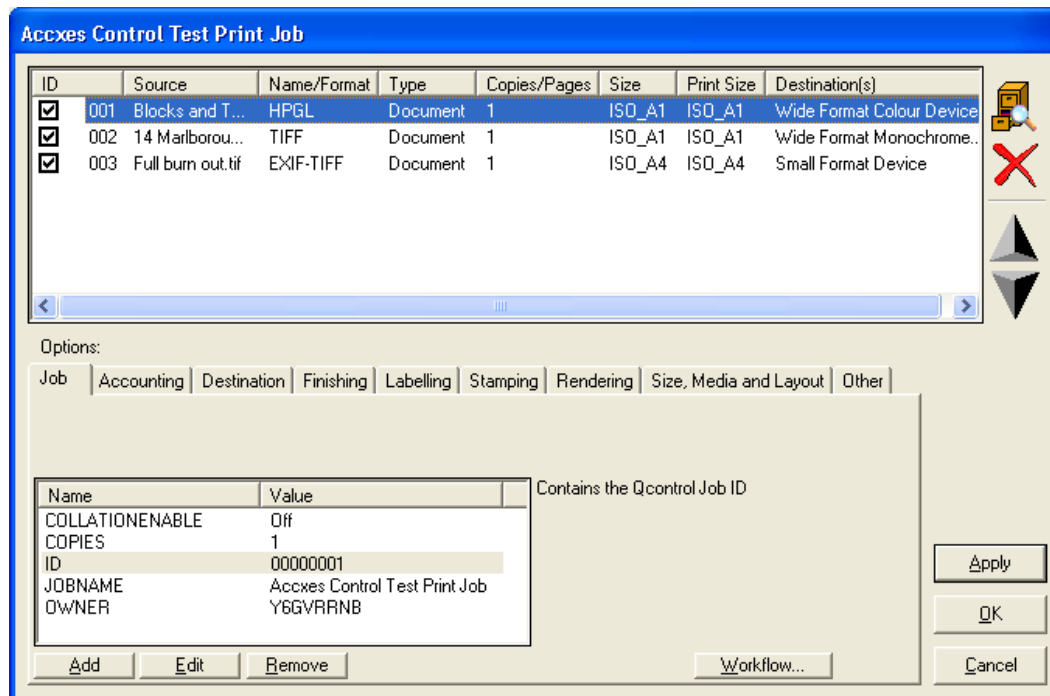 Accxes Control Test Print Job
ID Source Name/Format Type Copies/Pages Size Print Size Destination(s)
001 Blocks and T... HPGL Document 1 ISO_A1 ISO_A1 Wide Format Colour Device
002 14 Marlborou... TIFF Document 1 ISO_A1 ISO_A1 Wide Format Monochrome..
003 Full burn out.tif EXIF-TIFF Document 1 ISO_A4 ISO_A4 Small Format Device
Options:
Job Accounting Destination Finishing Labelling Stamping Rendering Size, Media and Layout Other
Name Value
Contains the Qcontrol Job ID
COLLATIONENABLE Off
COPIES 1
ID 00000001
JOBNAME Accxes Control Test Print Job
OWNER Y6GVRRNB
Apply
OK
Add Edit Remove Workflow... Cancel